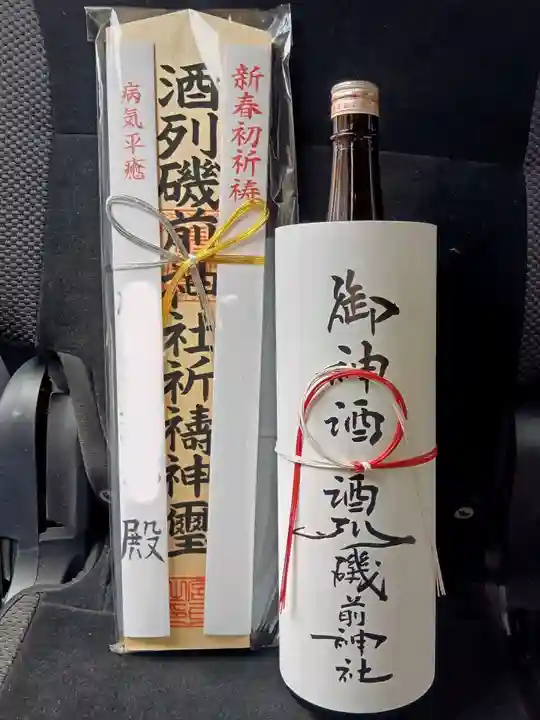 新春初祈祷
酒列磯前神社祈祷神璽
病気平癒
殿
御神酒
酒列磯前神社